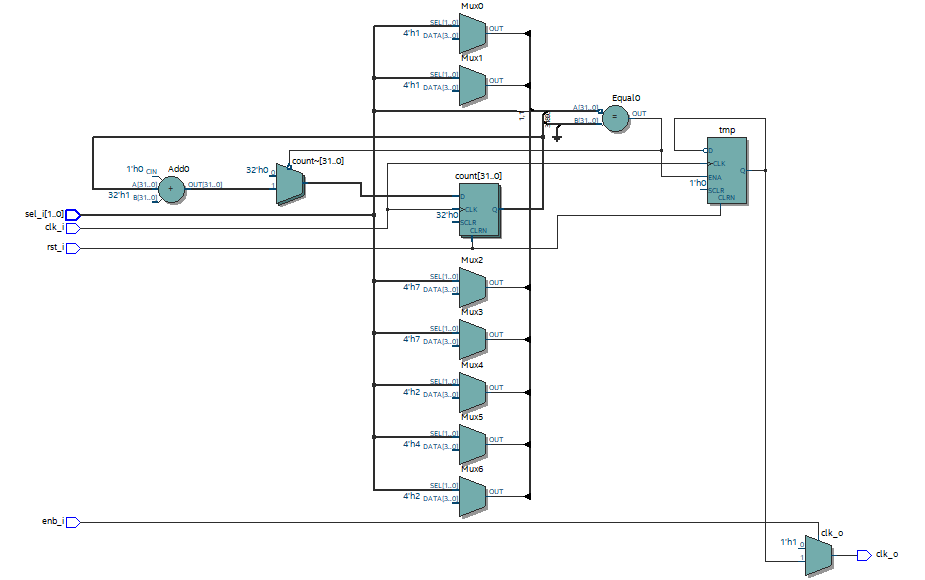 Mux0
SEL[1..0]
OUT
4'h1 DATA[3..0]
Mux1
SEL[1..0]
OUT
4'h1 DATA[3..0]
Equal0
A[31..0]
B[31..0]
=
OUT
tmp
D
CLK
ENA
1'h0 SCLR
CLRN
Q
Add0
1'h0 CIN
A[31..0]
32'h1 B[31..0]
+
OUT[31..0]
count~[31..0]
32'h0 0
1
count[31..0]
D
CLK
32'h0 SCLR
CLRN
Q
sel_i[1..0]
clk_i
rst_i
Mux2
SEL[1..0]
OUT
4'h7 DATA[3..0]
Mux3
SEL[1..0]
OUT
4'h7 DATA[3..0]
Mux4
SEL[1..0]
OUT
4'h2 DATA[3..0]
Mux5
SEL[1..0]
OUT
4'h4 DATA[3..0]
Mux6
SEL[1..0]
OUT
4'h2 DATA[3..0]
enb_i
clk_o
1'h1 0
1
clk_o